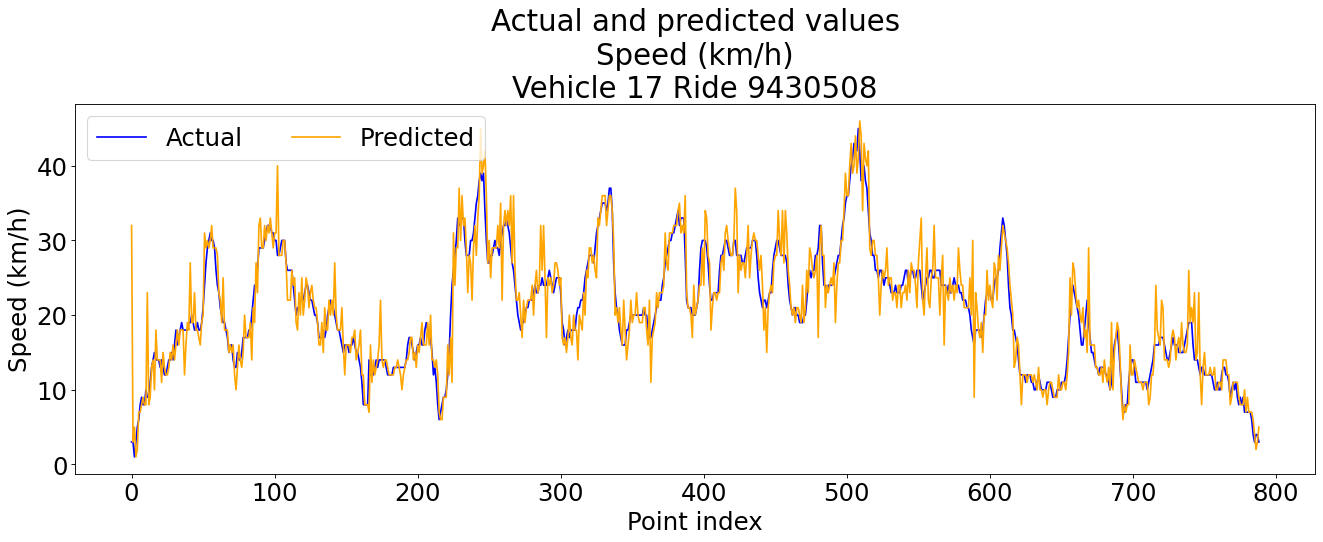 Actual and predicted values
Speed (km/h)
Vehicle 17 Ride 9430508
Actual Predicted
Speed (km/h)
40
30
20
10
0
0 100 200 300 400 500 600 700 800
Point index